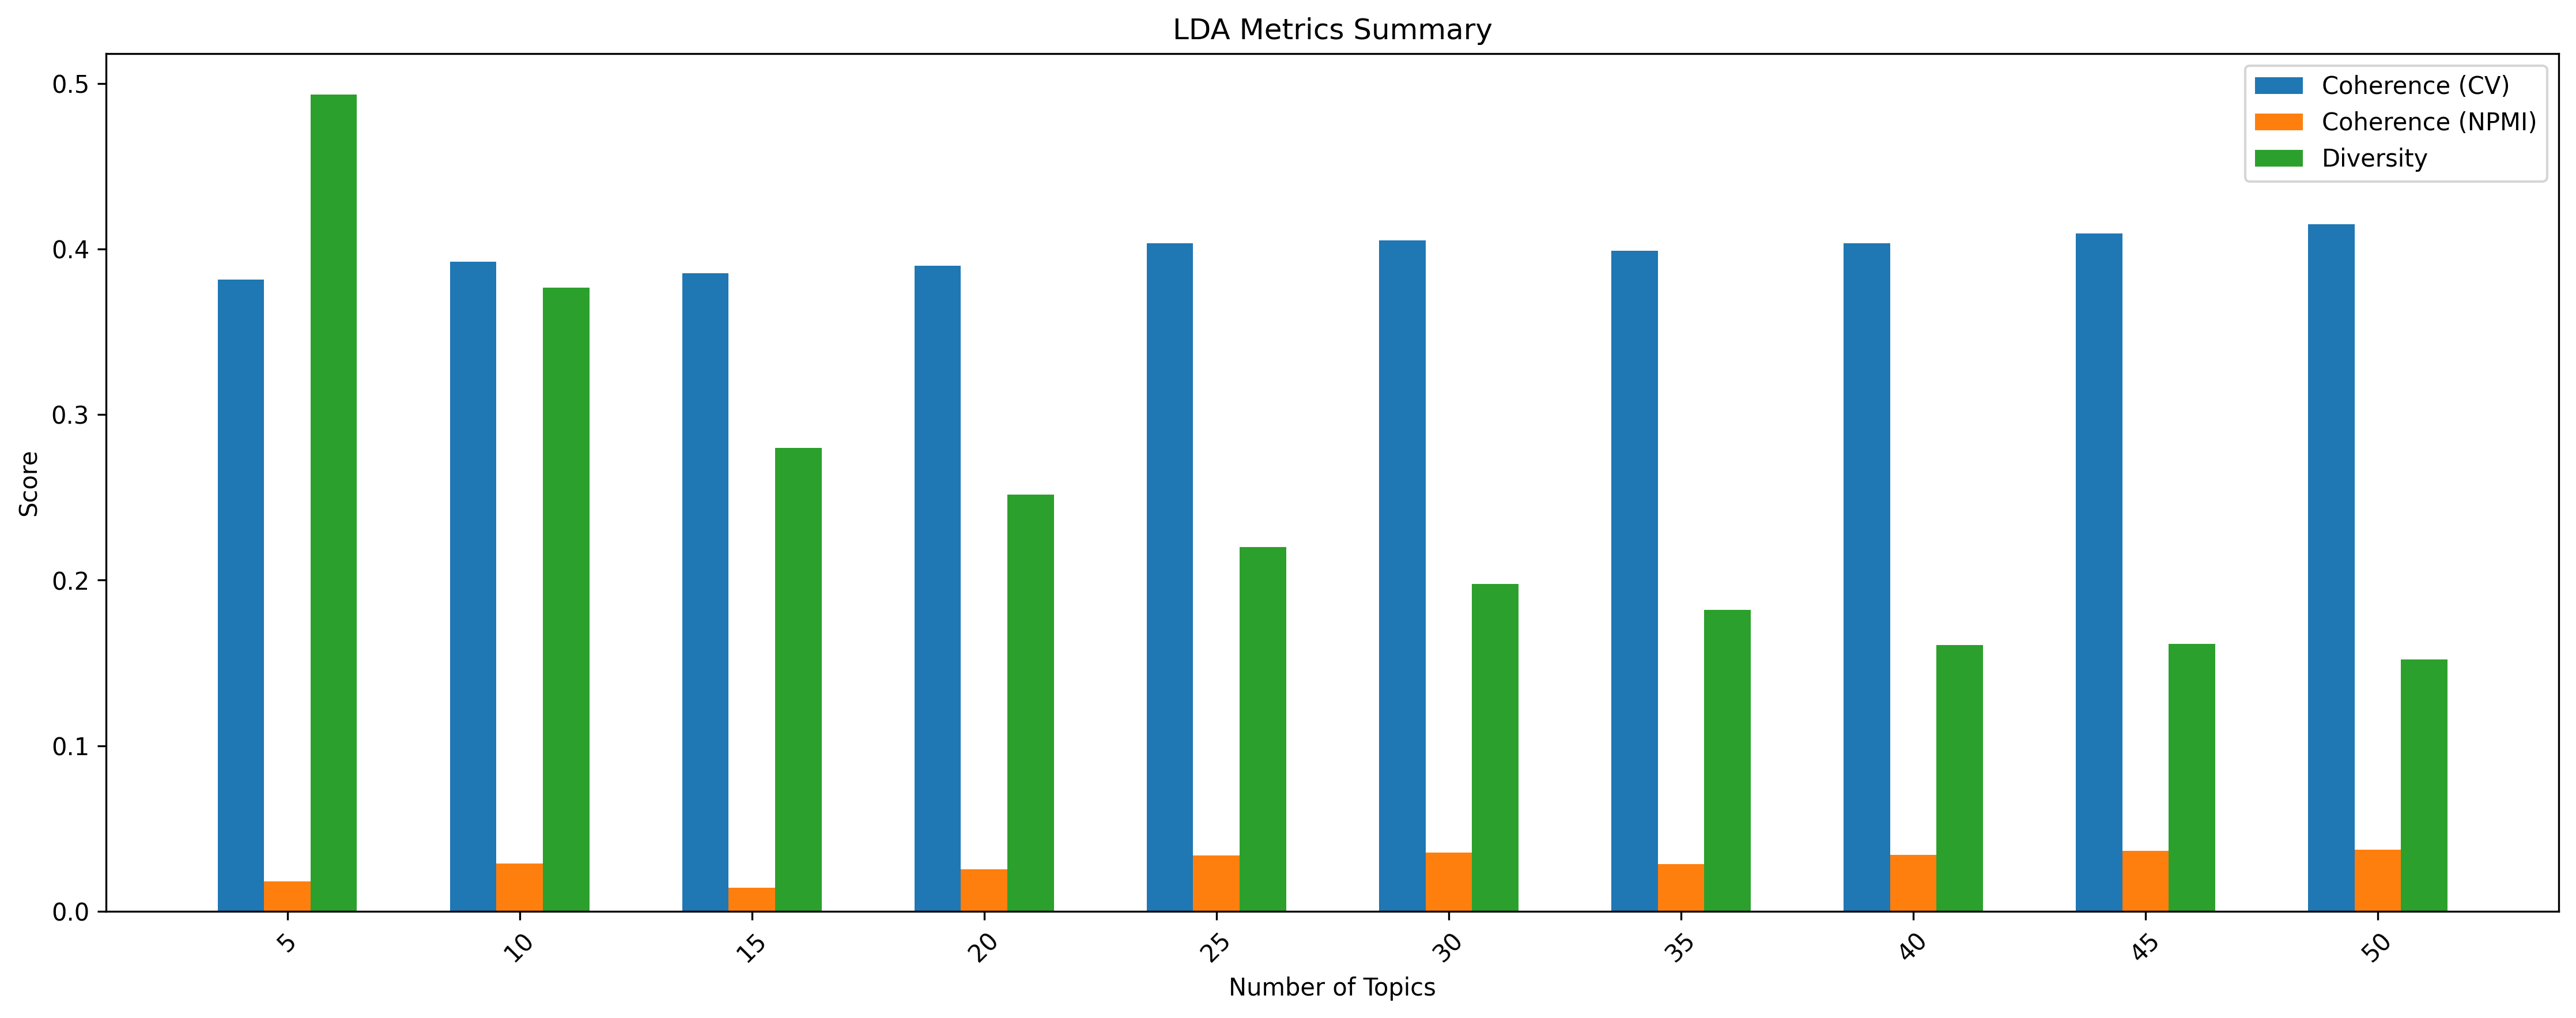 LDA Metrics Summary
Coherence (CV)
Coherence (NPMI)
Diversity
Score
0.5
0.4
0.3
0.2
0.1
0.0
5 10 15 20 25 30 35 40 45 50
Number of Topics